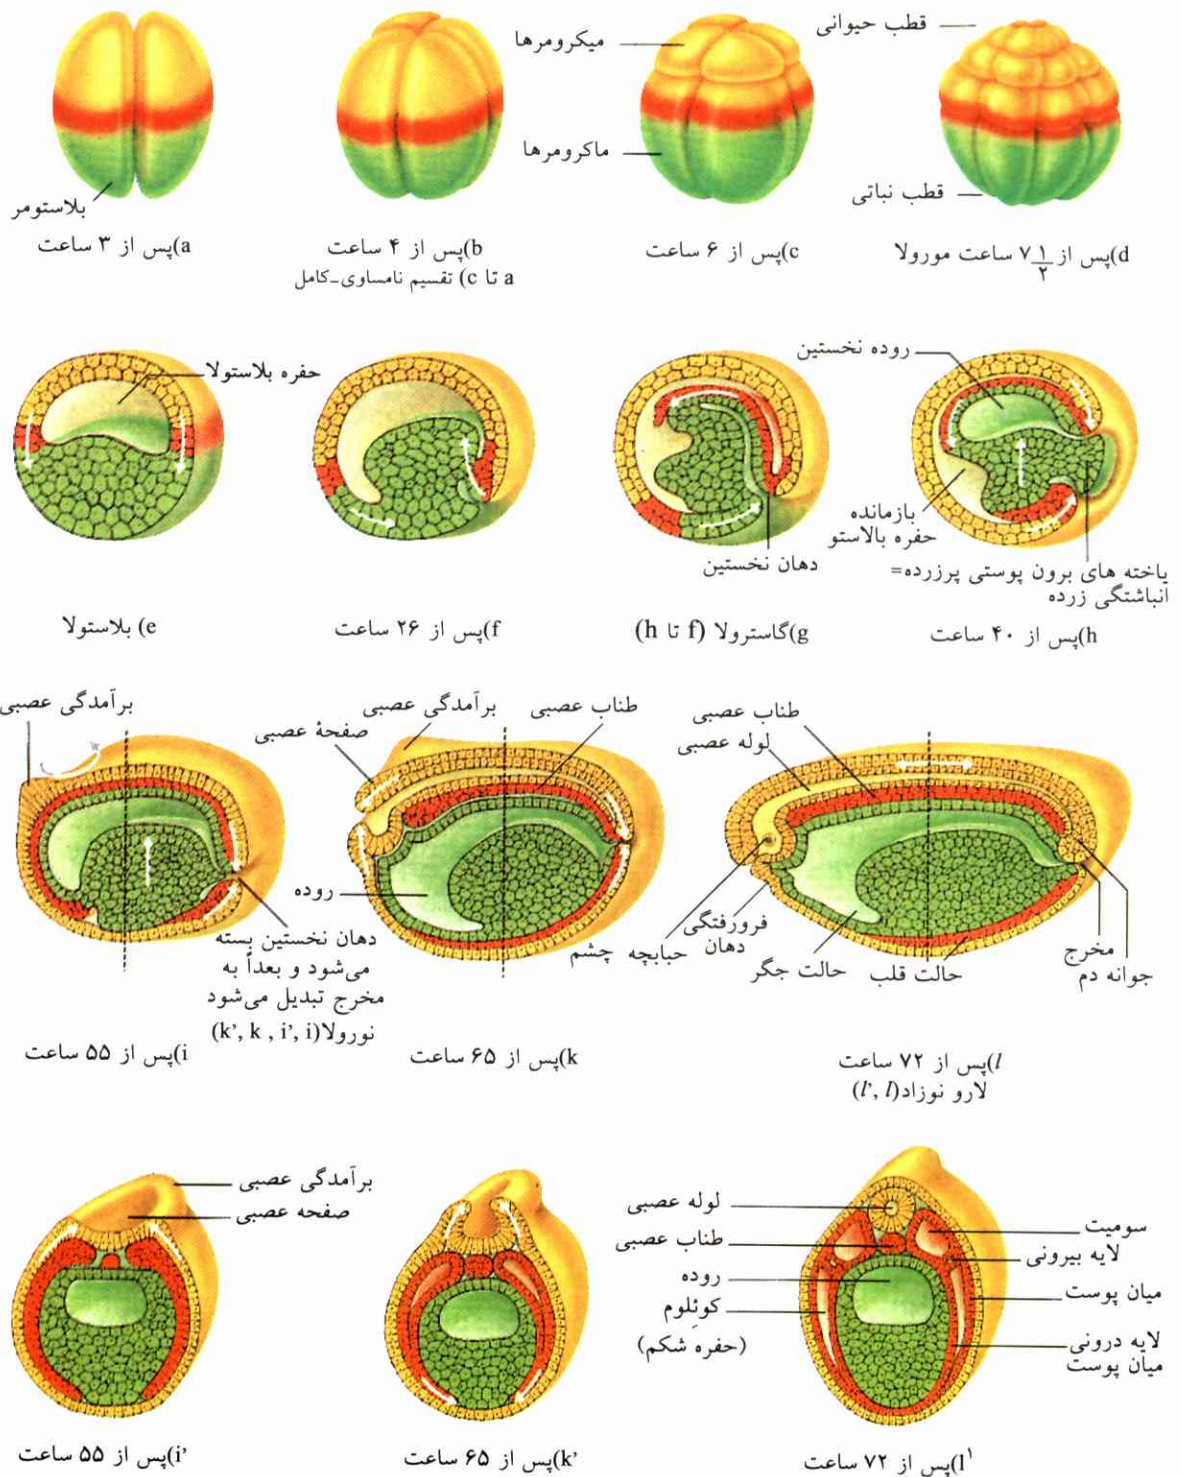 میکرومرها
قطب حیوانی
ماکرومرها
قطب نباتی
بلاستومر
a)پس از ۳ ساعت
b)پس از ۴ ساعت
a تا c) تقسیم نامساوی-کامل
c)پس از ۶ ساعت
d)پس از ۷ ۱/۲ ساعت مورولا
حفره بلاستولا
روده نخستین
دهان نخستین
بازمانده
حفره بالاستو
یاخته های برون پوستی پرزرده=
انباشتگی زرده
e) بلاستولا
f)پس از ۲۶ ساعت
g)گاسترولا (f تا h)
h)پس از ۴۰ ساعت
برآمدگی عصبی
صفحهٔ عصبی
برآمدگی عصبی
طناب عصبی
طناب عصبی
لوله عصبی
روده
دهان نخستین بسته
می‌شود و بعداً به
مخرج تبدیل می‌شود
نورولا(k’, k , i’, i)
حبابچه چشم
فرورفتگی
دهان
حالت جگر
حالت قلب
مخرج
جوانه دم
i)پس از ۵۵ ساعت
k)پس از ۶۵ ساعت
l)پس از ۷۲ ساعت
لارو نوزاد(l’, l)
برآمدگی عصبی
صفحه عصبی
لوله عصبی
طناب عصبی
روده
کوئلوم
(حفرهَ شکم)
سومیت
لایه بیرونی
میان پوست
لایه درونی
میان پوست
i’)پس از ۵۵ ساعت
k’)پس از ۶۵ ساعت
l۱)پس از ۷۲ ساعت